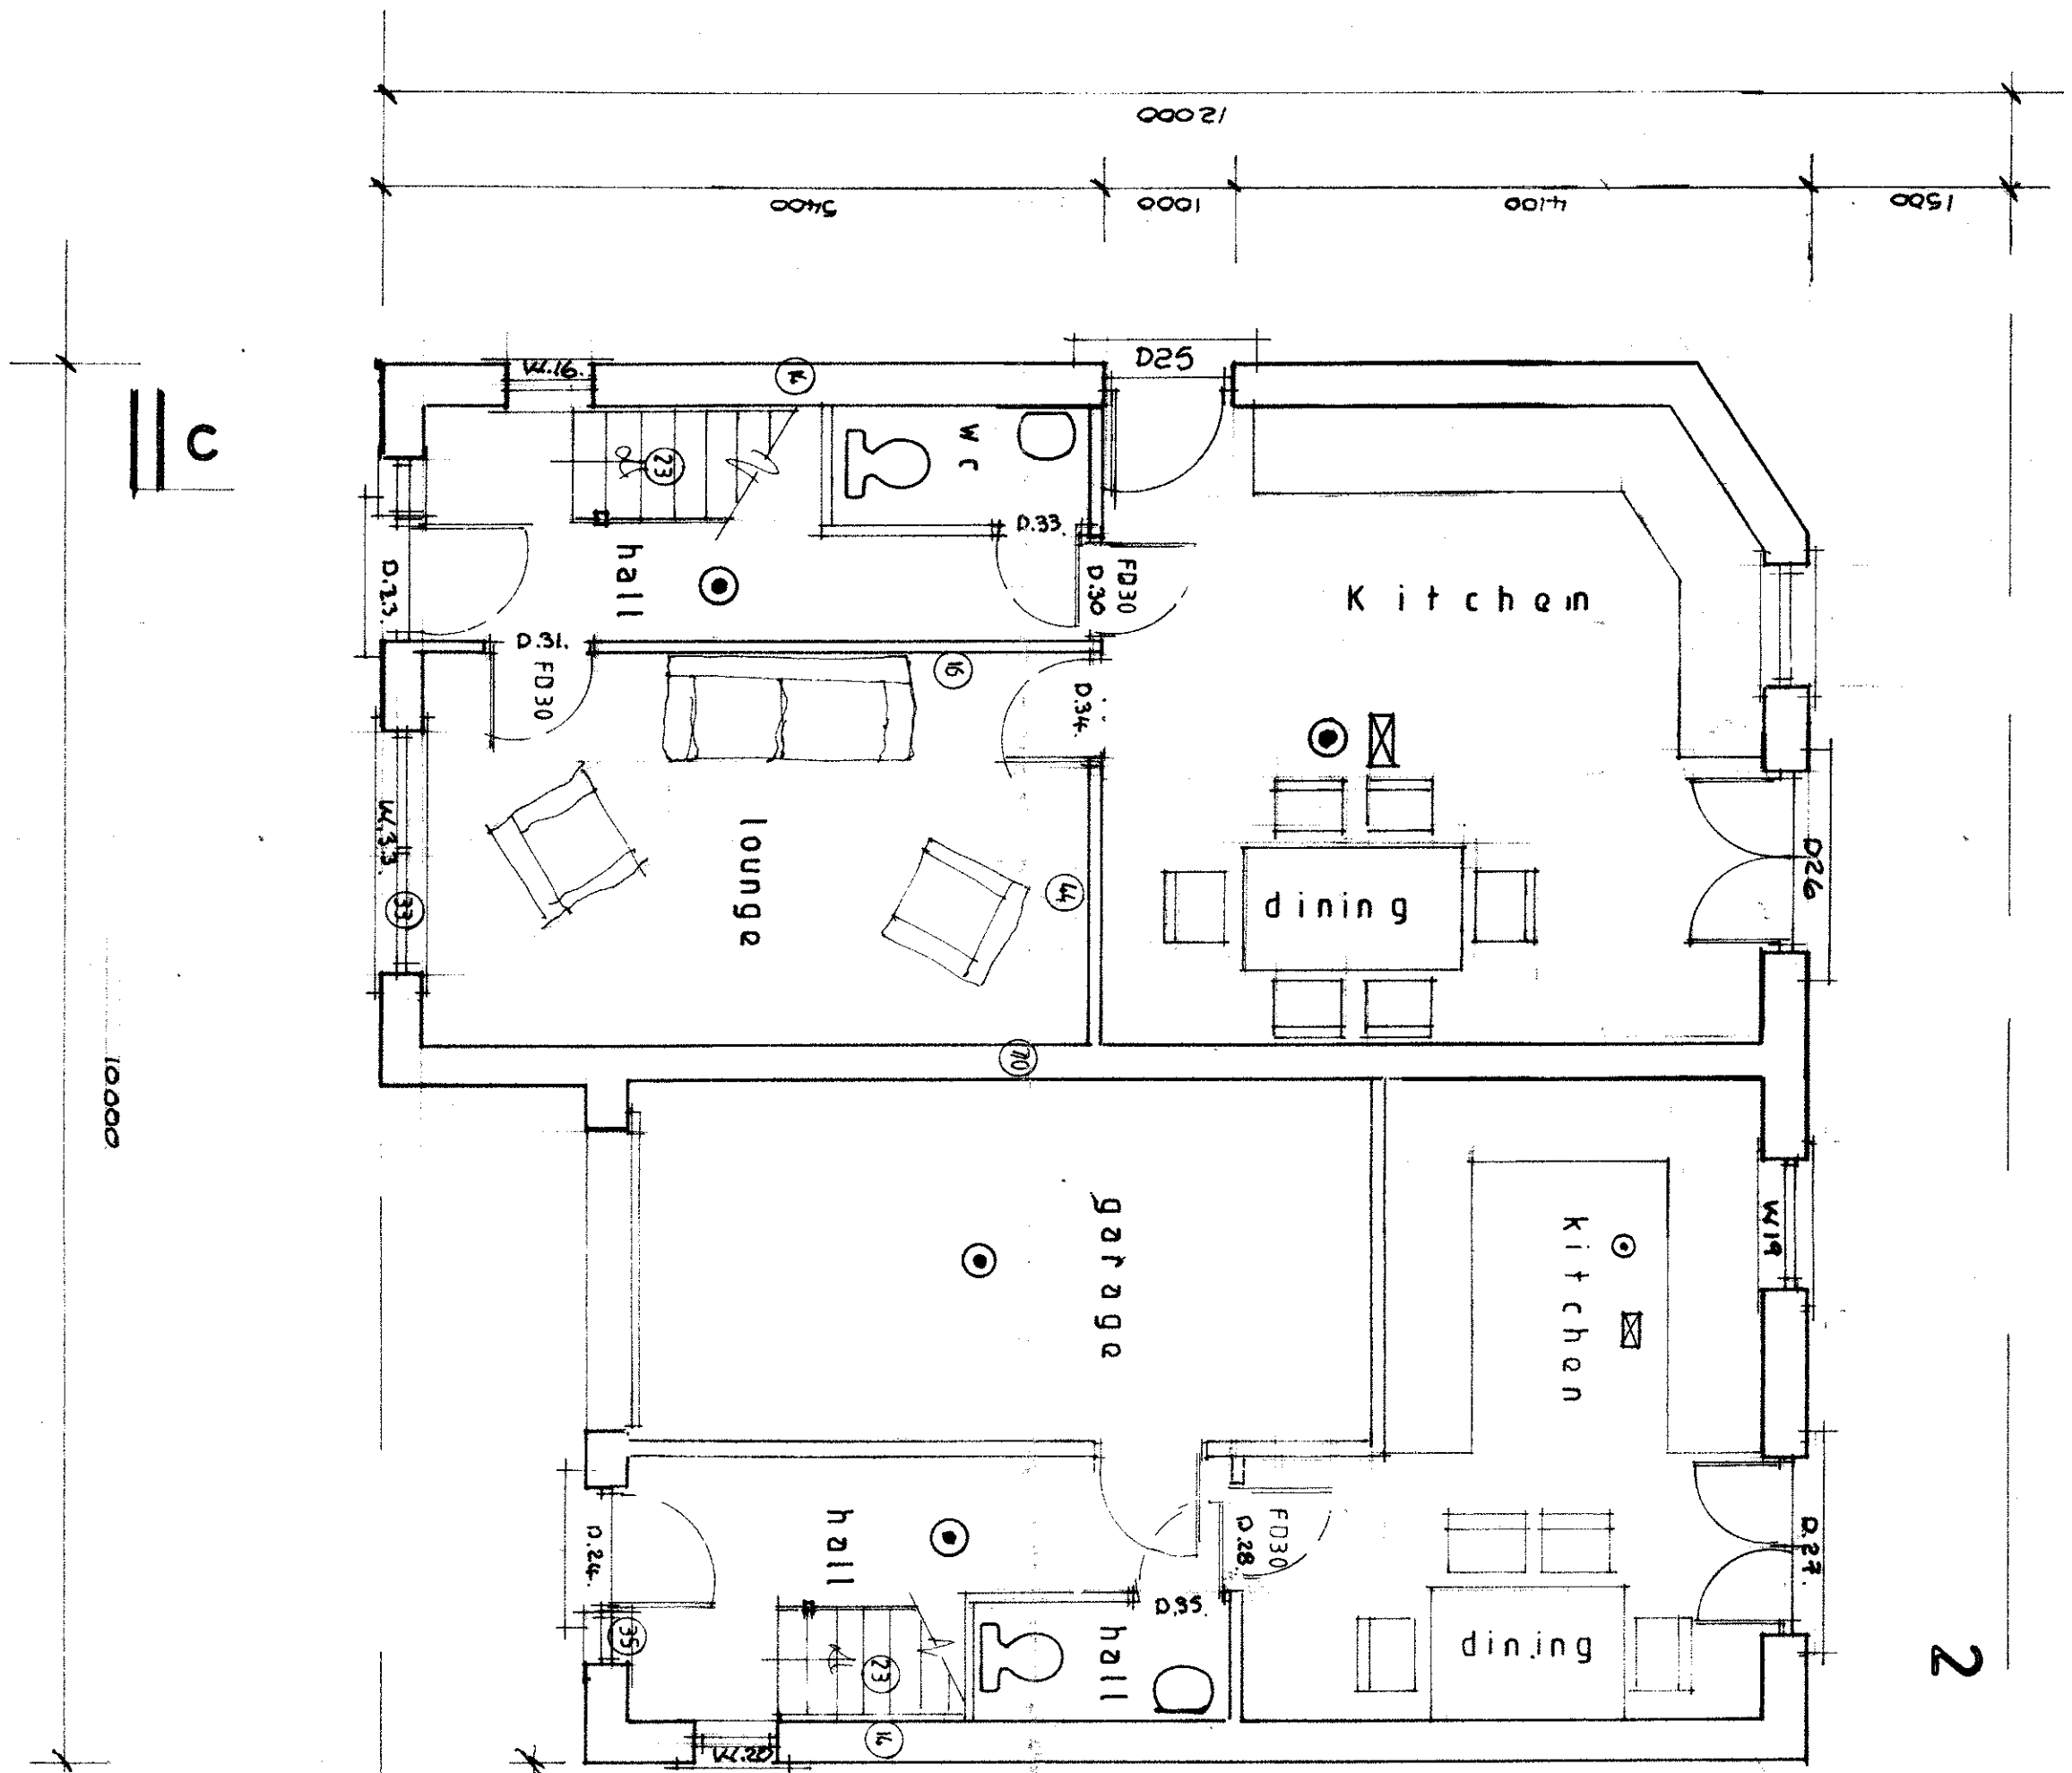 12000
5400
1000
4100
1500
10000
C
W.16.
14
D25
W C
23
D.33.
hall
D.23.
D.31.
FD30
FD30
D.30
Kitchen
16
D.34.
lounge
W.33.
33
44
dining
D26
70
garage
kitchen
W19
hall
D.24.
35
23
hall
D.35.
FD30
D.28.
D.27.
dining
W.20
14
2